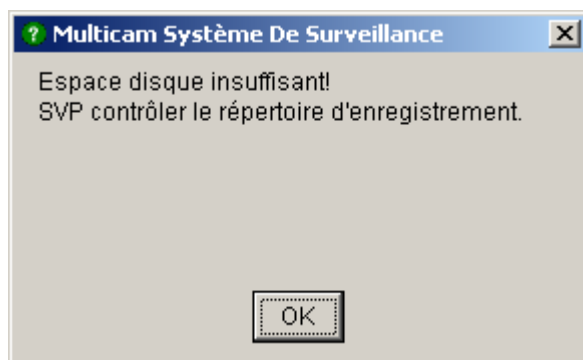 Multicam Système De Surveillance
Espace disque insuffisant!
SVP contrôler le répertoire d'enregistrement.
OK